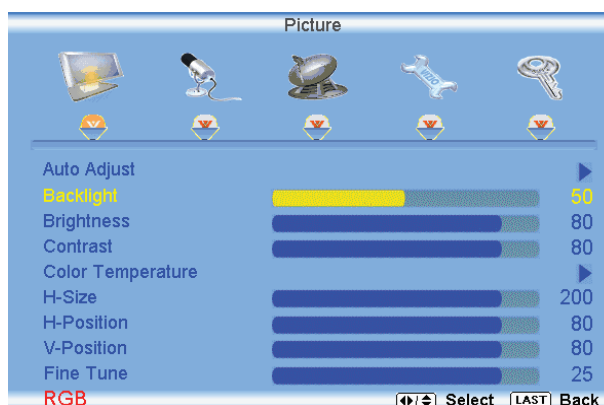 Picture
VIZIO
Auto Adjust
Backlight 50
Brightness 80
Contrast 80
Color Temperature
H-Size 200
H-Position 80
V-Position 80
Fine Tune 25
RGB Select LAST Back